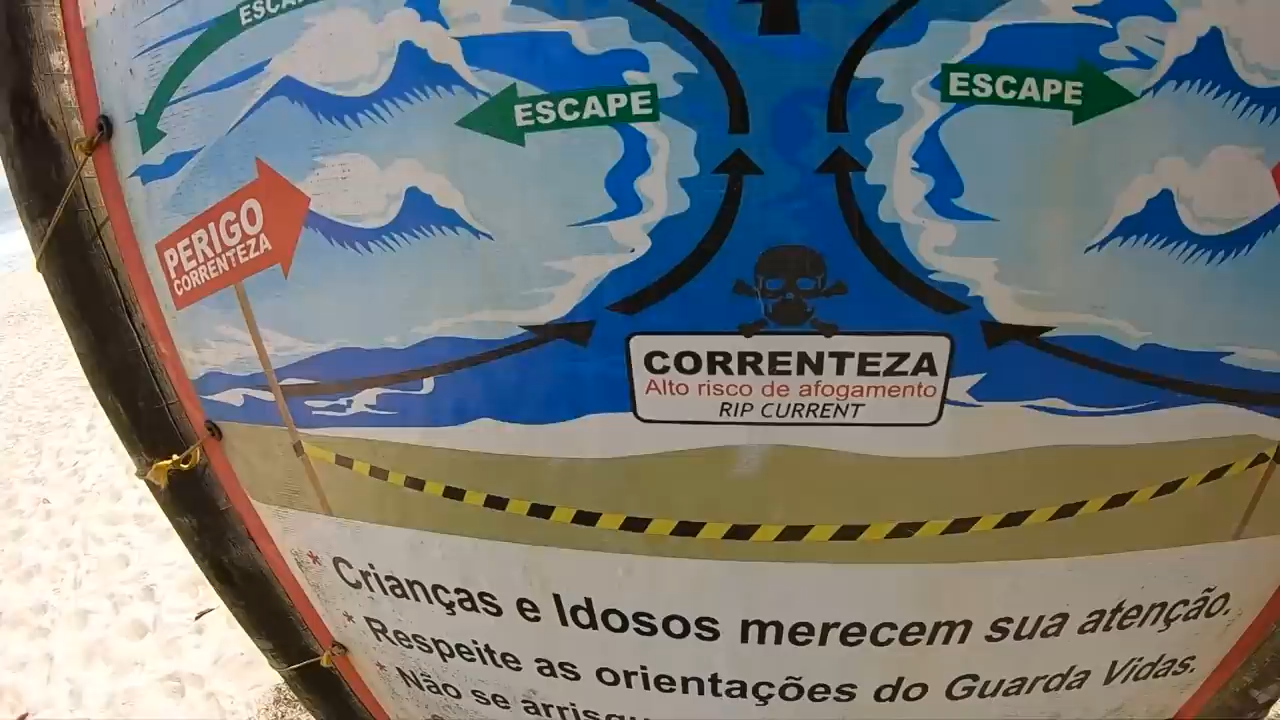 ESCAPE
ESCAPE
ESCAPE
PERIGO
CORRENTEZA
CORRENTEZA
Alto risco de afogamento
RIP CURRENT
* Crianças e Idosos merecem sua atenção.
* Respeite as orientações do Guarda Vidas.
* Não se